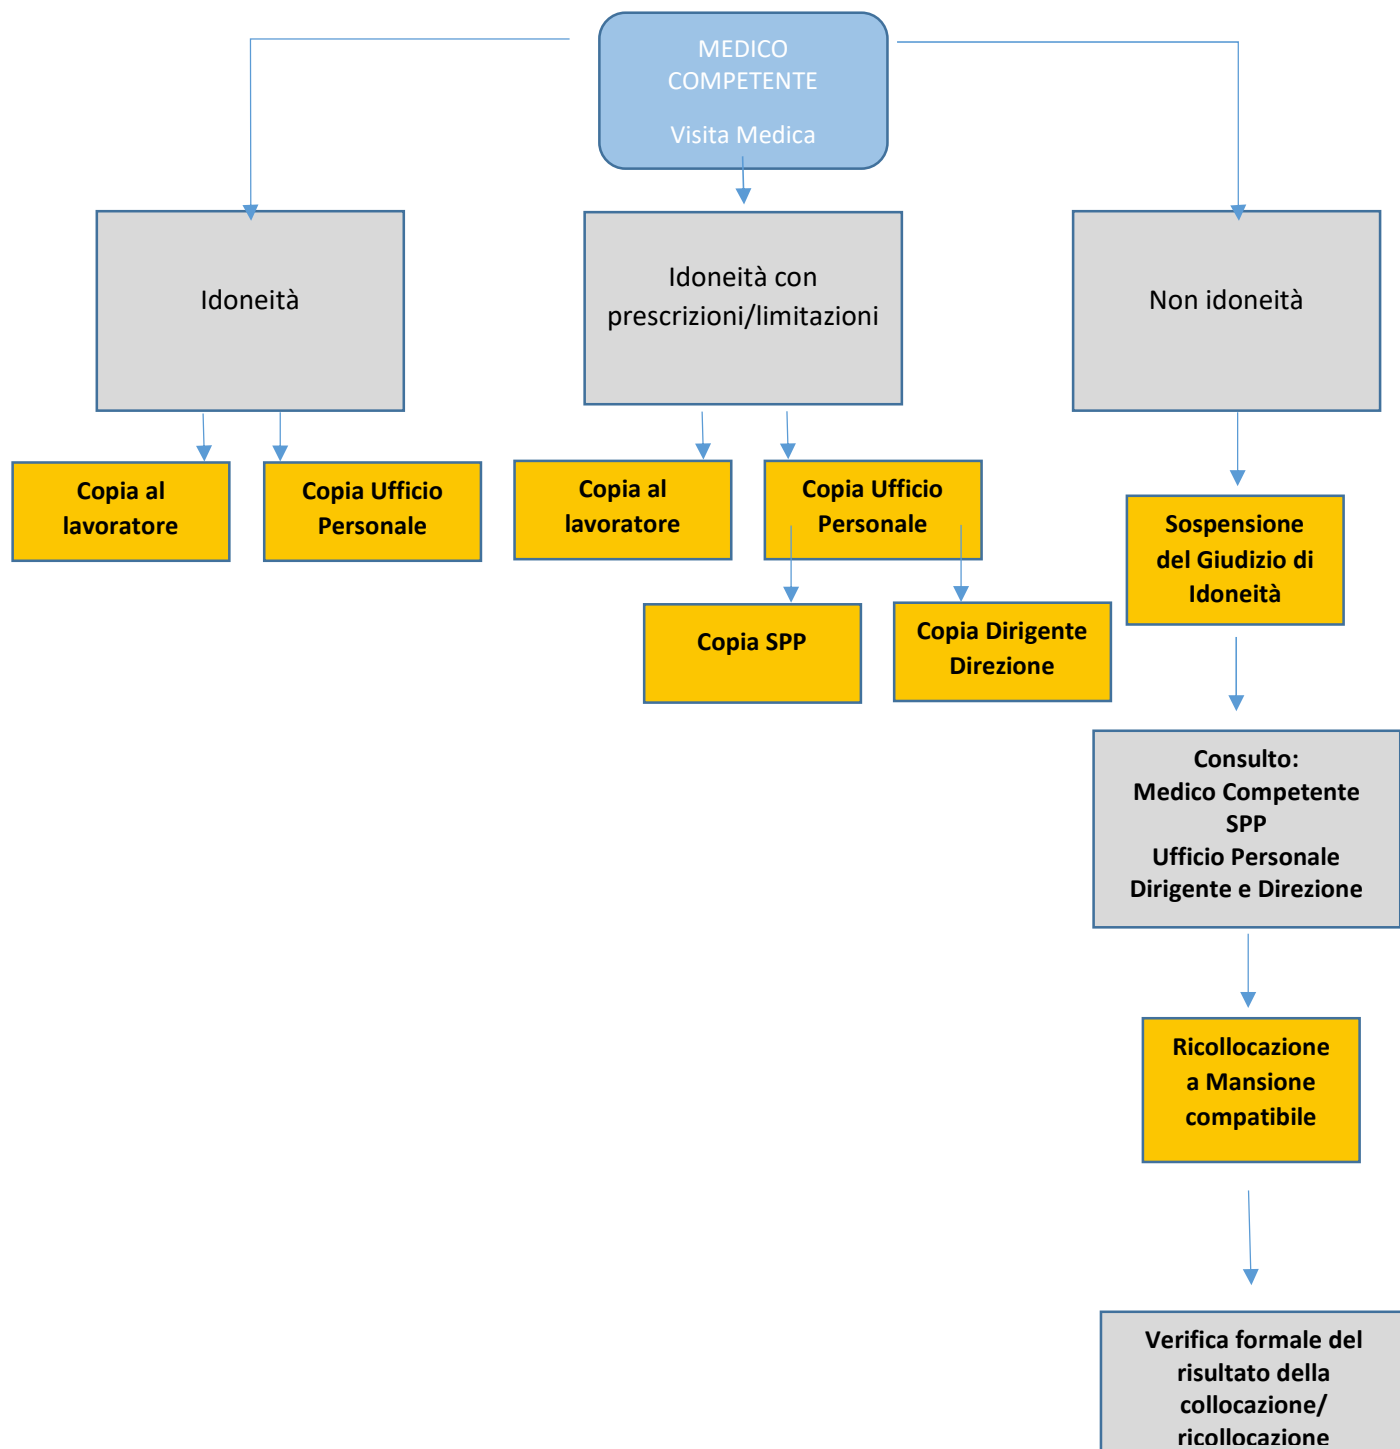 MEDICO
COMPETENTE
Visita Medica
Idoneità
Idoneità con
prescrizioni/limitazioni
Non idoneità
Copia al
lavoratore
Copia Ufficio
Personale
Copia al
lavoratore
Copia Ufficio
Personale
Copia SPP
Copia Dirigente
Direzione
Sospensione
del Giudizio di
Idoneità
Consulto:
Medico Competente
SPP
Ufficio Personale
Dirigente e Direzione
Ricollocazione
a Mansione
compatibile
Verifica formale del
risultato della
collocazione/
ricollocazione